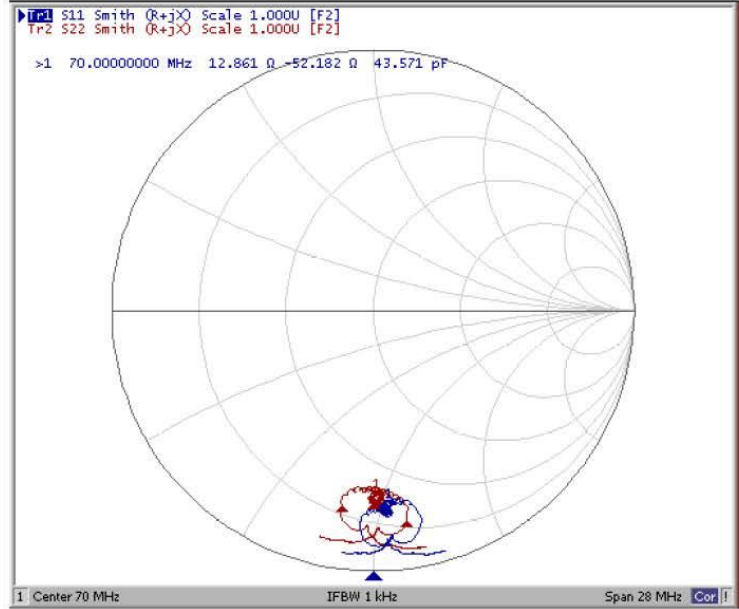 Tr1 S11 Smith (R+jX) Scale 1.000U [F2]
Tr2 S22 Smith (R+jX) Scale 1.000U [F2]
>1 70.00000000 MHz 12.861 Ω -52.182 Ω 43.571 pF
1 Center 70 MHz IFBW 1 kHz Span 28 MHz Cor !